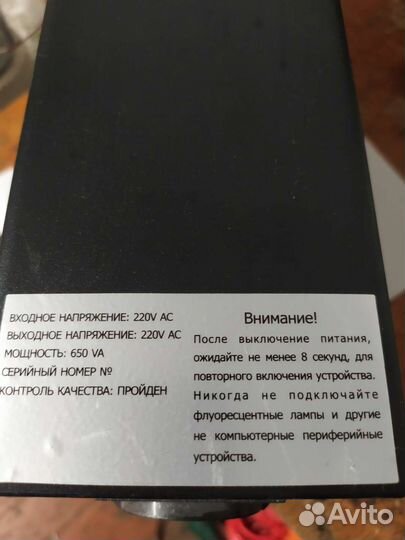 ВХОДНОЕ НАПРЯЖЕНИЕ: 220V AC
ВЫХОДНОЕ НАПРЯЖЕНИЕ: 220V AC
МОЩНОСТЬ: 650 VA
СЕРИЙНЫЙ НОМЕР №
КОНТРОЛЬ КАЧЕСТВА: ПРОЙДЕН
Внимание!
После выключение питания,
ожидайте не менее 8 секунд, для
повторного включения устройства.
Никогда не подключайте
флуоресцентные лампы и другие
не компьютерные периферийные
устройства.
Avito